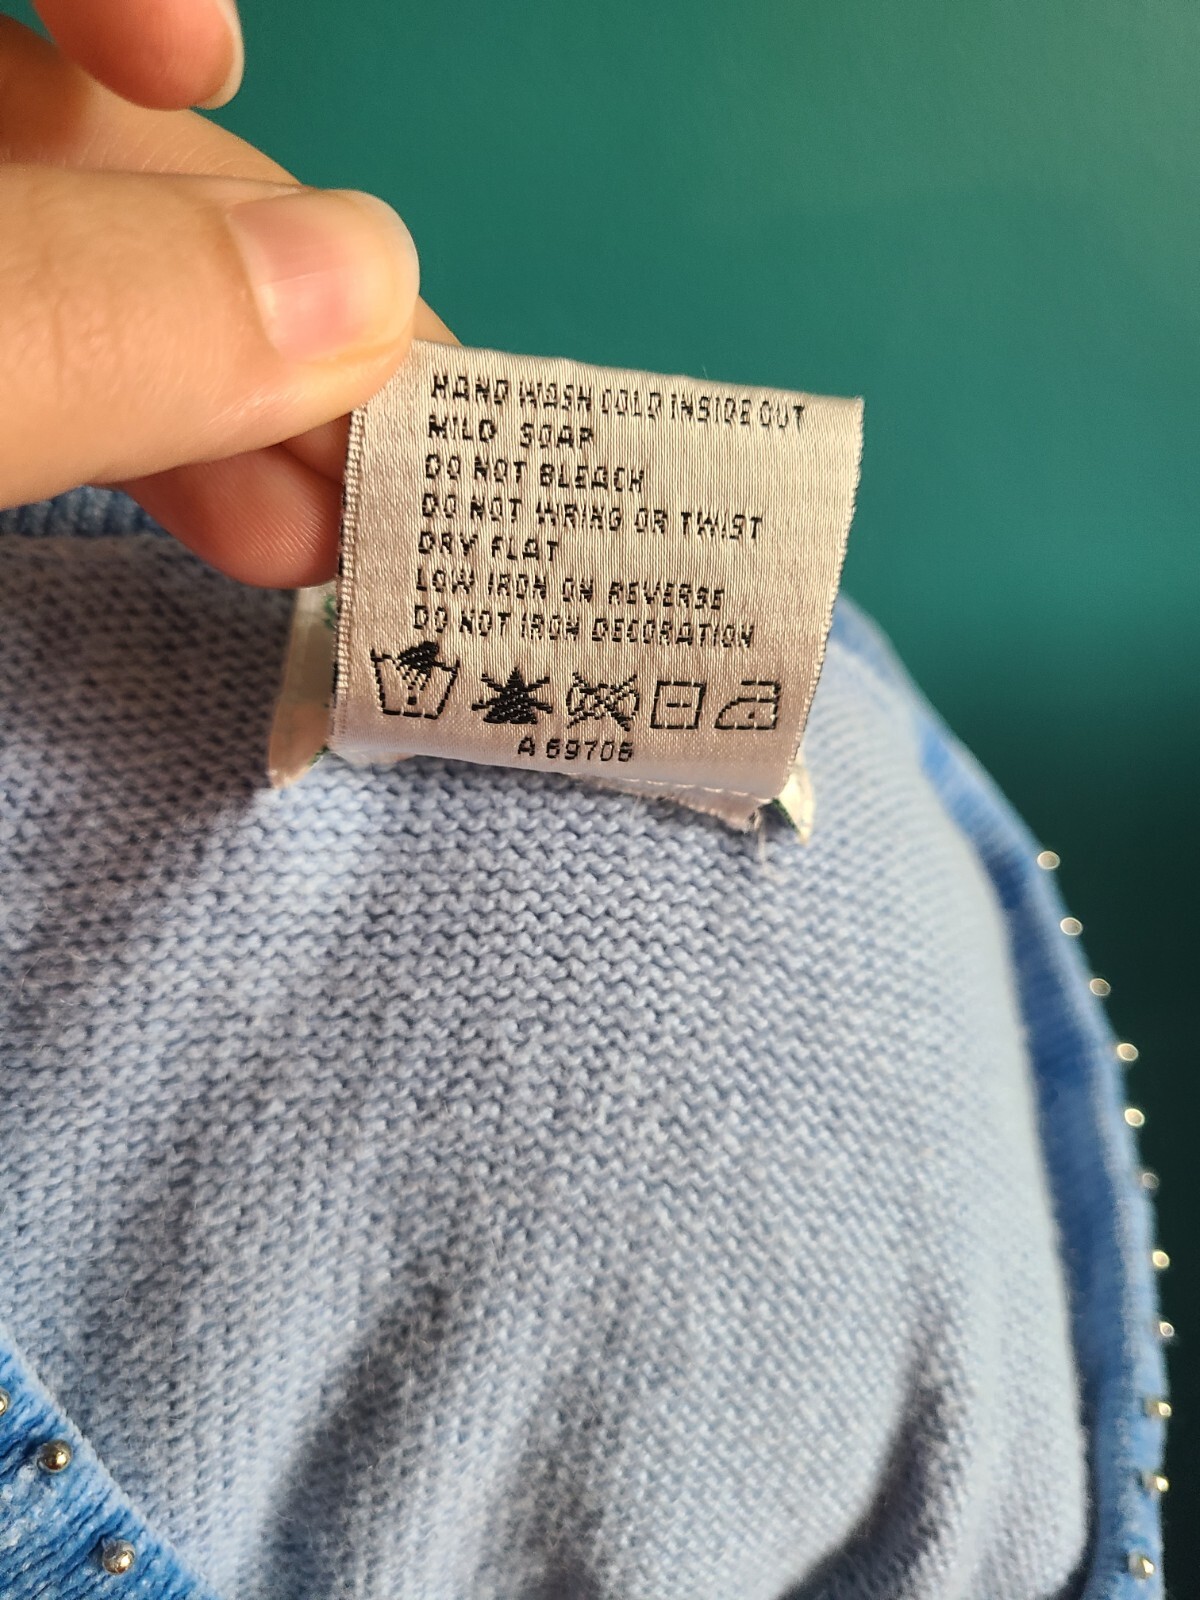 HAND WASH COLD INSIDE OUT
MILD SOAP
DO NOT BLEACH
DO NOT WRING OR TWIST
DRY FLAT
LOW IRON ON REVERSE
DO NOT IRON DECORATION
A 69706